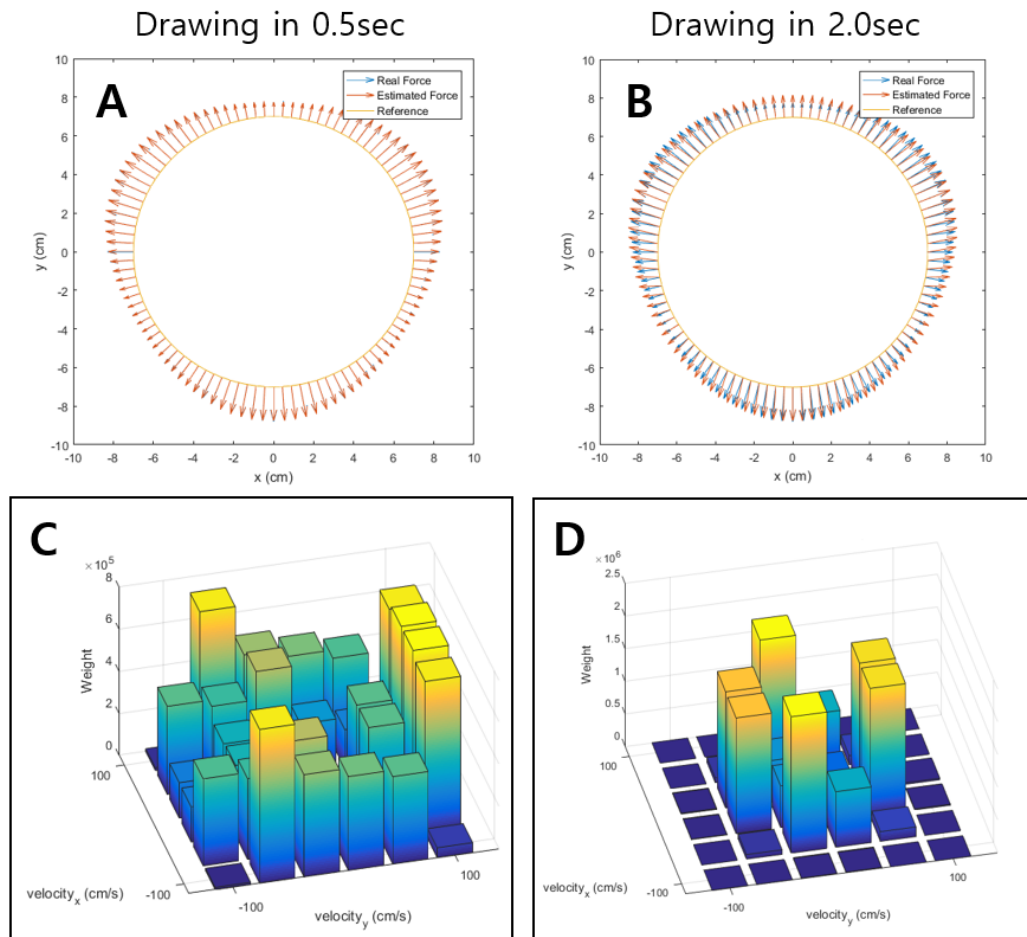 Drawing in 0.5sec
Drawing in 2.0sec
A
Real Force
Estimated Force
Reference
10
8
6
4
2
0
-2
-4
-6
-8
-10
y (cm)
-10 -8 -6 -4 -2 0 2 4 6 8 10
x (cm)
B
Real Force
Estimated Force
Reference
10
8
6
4
2
0
-2
-4
-6
-8
-10
y (cm)
-10 -8 -6 -4 -2 0 2 4 6 8 10
x (cm)
C
×10⁵
8
6
4
2
0
Weight
100
-100
velocityₓ (cm/s)
-100
100
velocityᵧ (cm/s)
D
×10⁶
2.5
2
1.5
1
0.5
0
Weight
100
-100
velocityₓ (cm/s)
-100
100
velocityᵧ (cm/s)